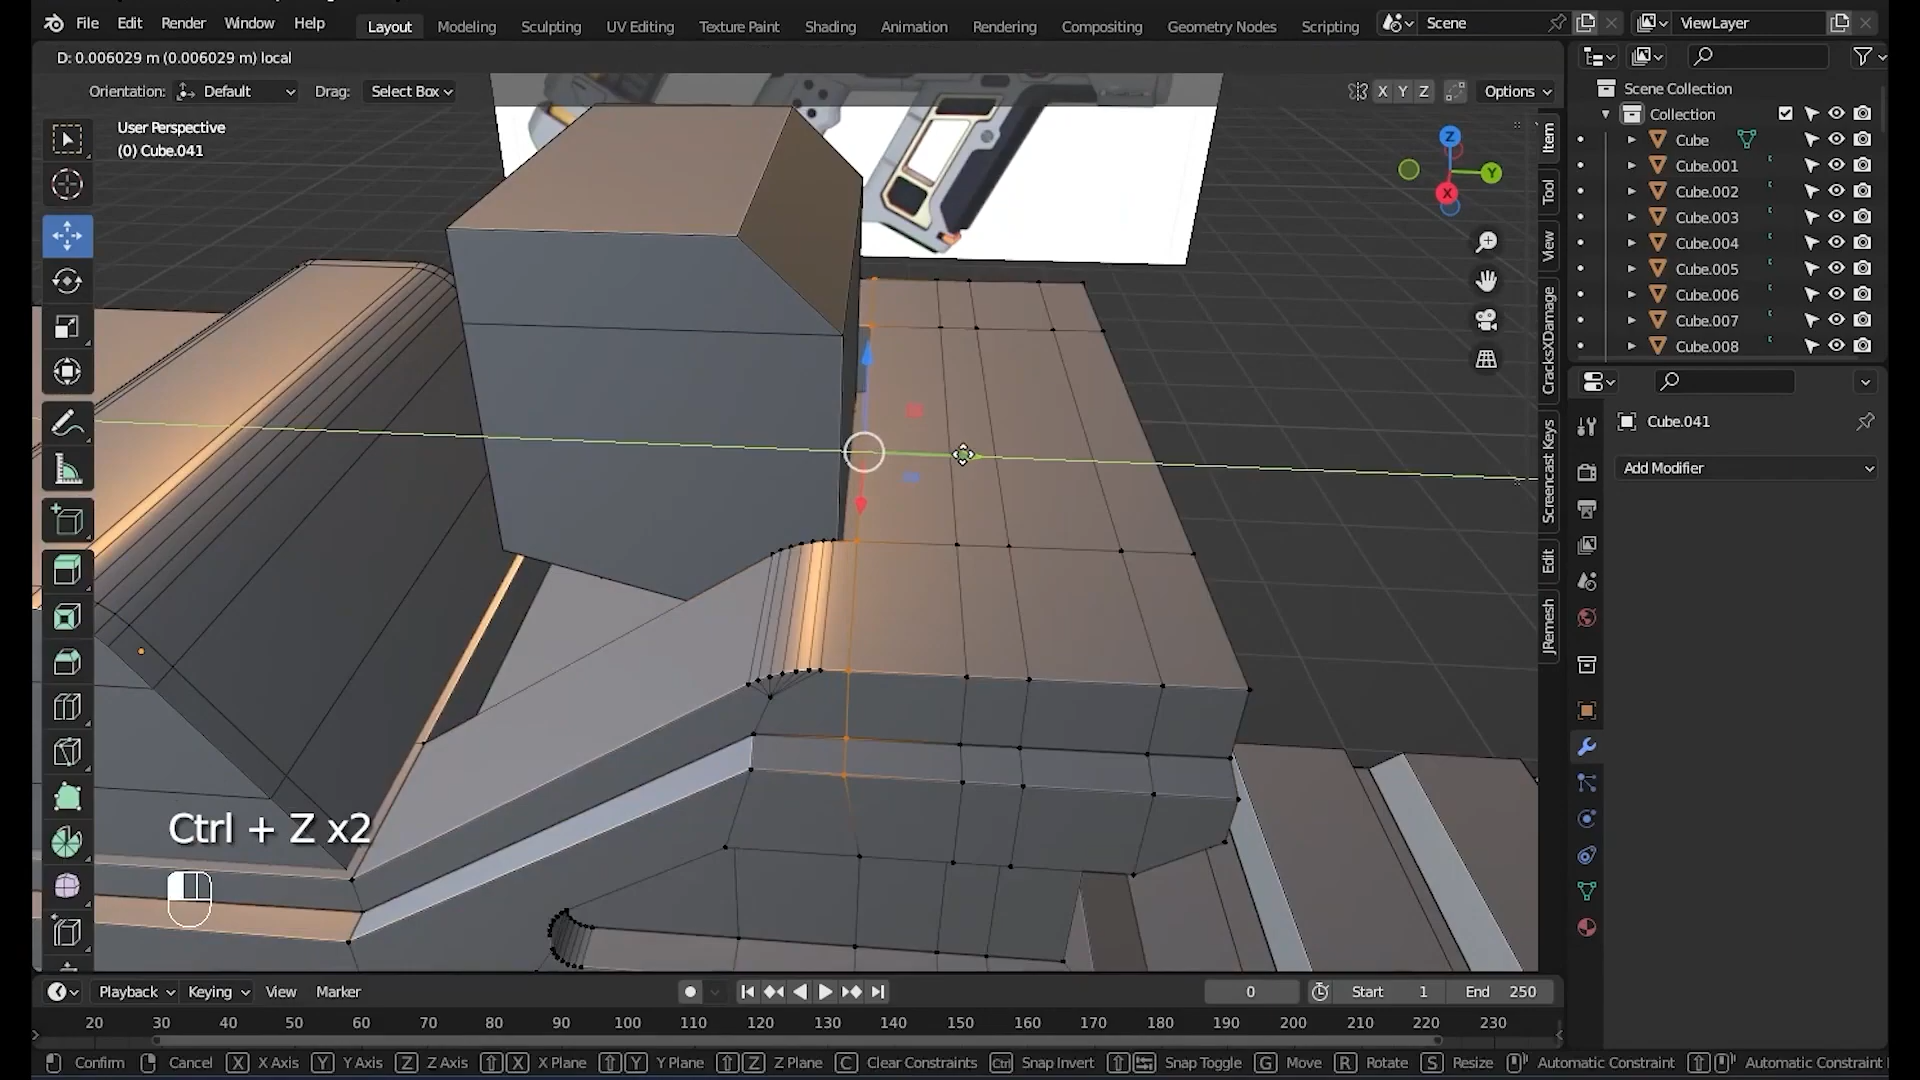 File Edit Render Window Help Layout Modeling Sculpting UV Editing Texture Paint Shading Animation Rendering Compositing Geometry Nodes Scripting Scene ViewLayer
D: 0.006029 m (0.006029 m) local
Orientation: Default Drag: Select Box X Y Z Options
User Perspective
(0) Cube.041
Z
Y
X
Item
Tool
View
CracksXDamage
Screencast Keys
Edit
JRemesh
Scene Collection
Collection
Cube
Cube.001
Cube.002
Cube.003
Cube.004
Cube.005
Cube.006
Cube.007
Cube.008
Cube.041
Add Modifier
Ctrl + Z x2
Playback Keying View Marker 0 Start 1 End 250
20 30 40 50 60 70 80 90 100 110 120 130 140 150 160 170 180 190 200 210 220 230
Confirm Cancel X X Axis Y Y Axis Z Z Axis X X Plane Y Y Plane Z Z Plane C Clear Constraints Ctrl Snap Invert Snap Toggle G Move R Rotate S Resize Automatic Constraint Automatic Constraint